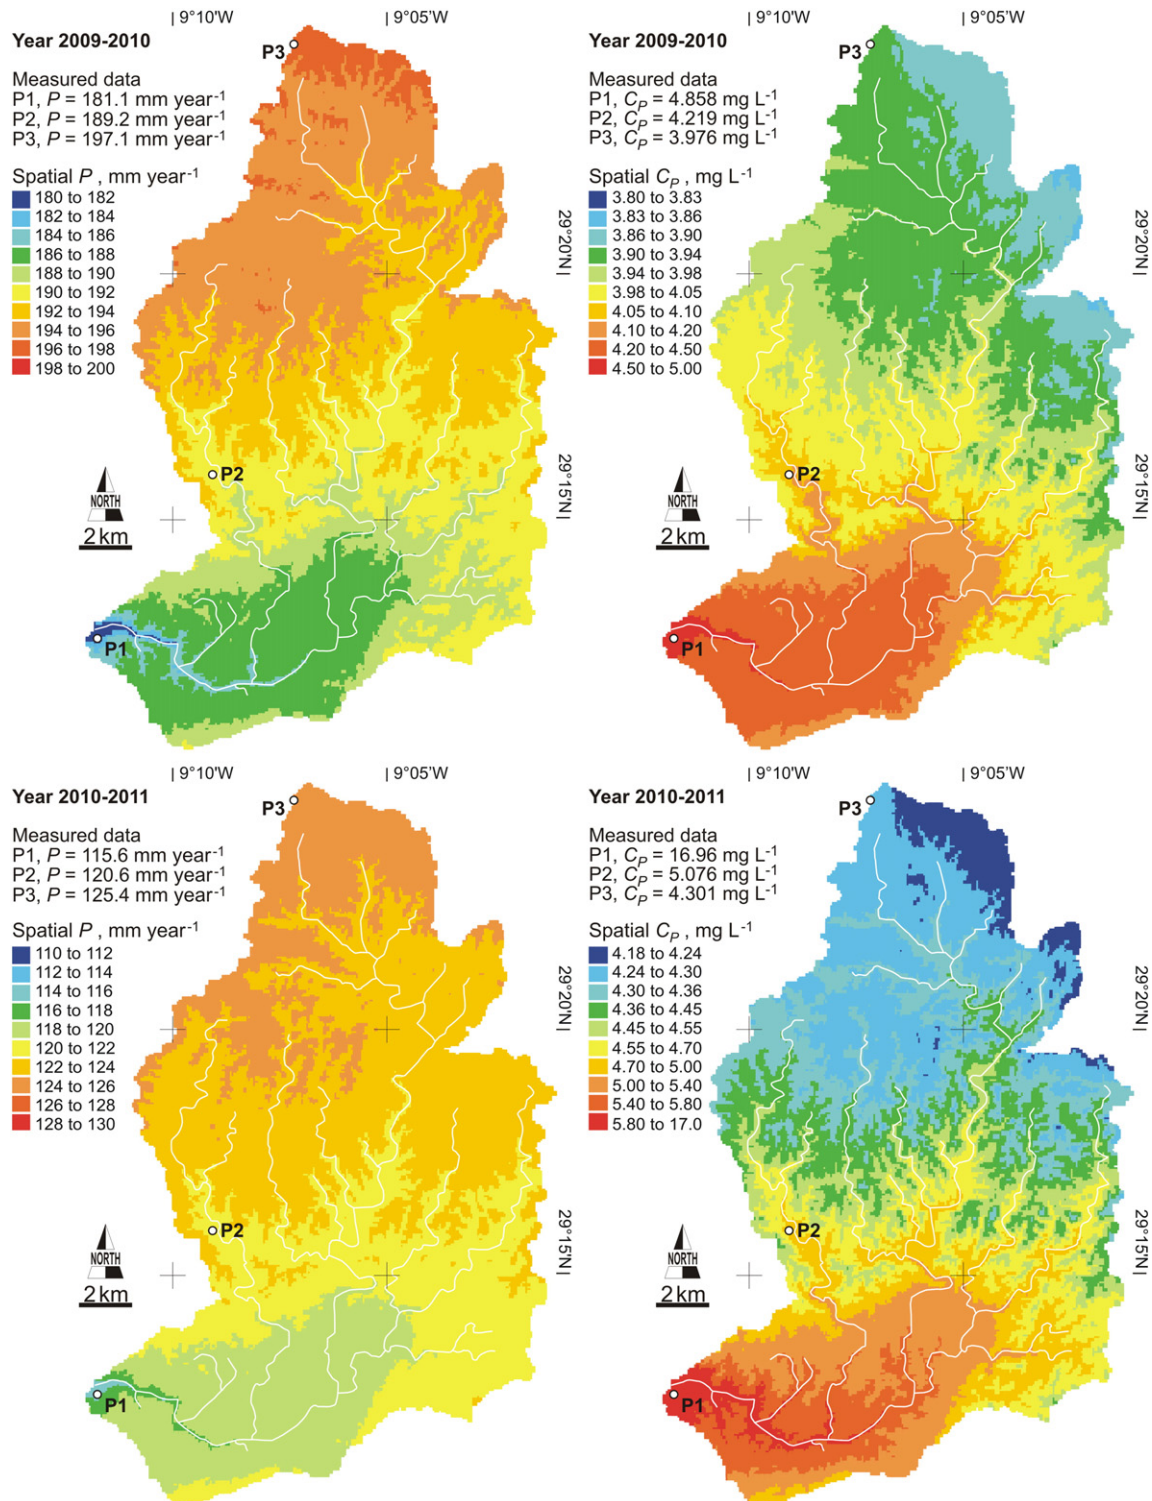 9°10'W
9°05'W
Year 2009-2010
P3
Measured data
P1, P = 181.1 mm year-1
P2, P = 189.2 mm year-1
P3, P = 197.1 mm year-1
Spatial P , mm year-1
180 to 182
182 to 184
184 to 186
186 to 188
188 to 190
190 to 192
192 to 194
194 to 196
196 to 198
198 to 200
29°20'N
P2
29°15'N
NORTH
2 km
P1
9°10'W
9°05'W
Year 2009-2010
P3
Measured data
P1, CP = 4.858 mg L-1
P2, CP = 4.219 mg L-1
P3, CP = 3.976 mg L-1
Spatial CP , mg L-1
3.80 to 3.83
3.83 to 3.86
3.86 to 3.90
3.90 to 3.94
3.94 to 3.98
3.98 to 4.05
4.05 to 4.10
4.10 to 4.20
4.20 to 4.50
4.50 to 5.00
29°20'N
P2
29°15'N
NORTH
2 km
P1
9°10'W
9°05'W
Year 2010-2011
P3
Measured data
P1, P = 115.6 mm year-1
P2, P = 120.6 mm year-1
P3, P = 125.4 mm year-1
Spatial P , mm year-1
110 to 112
112 to 114
114 to 116
116 to 118
118 to 120
120 to 122
122 to 124
124 to 126
126 to 128
128 to 130
29°20'N
P2
29°15'N
NORTH
2 km
P1
9°10'W
9°05'W
Year 2010-2011
P3
Measured data
P1, CP = 16.96 mg L-1
P2, CP = 5.076 mg L-1
P3, CP = 4.301 mg L-1
Spatial CP , mg L-1
4.18 to 4.24
4.24 to 4.30
4.30 to 4.36
4.36 to 4.45
4.45 to 4.55
4.55 to 4.70
4.70 to 5.00
5.00 to 5.40
5.40 to 5.80
5.80 to 17.0
29°20'N
P2
29°15'N
NORTH
2 km
P1